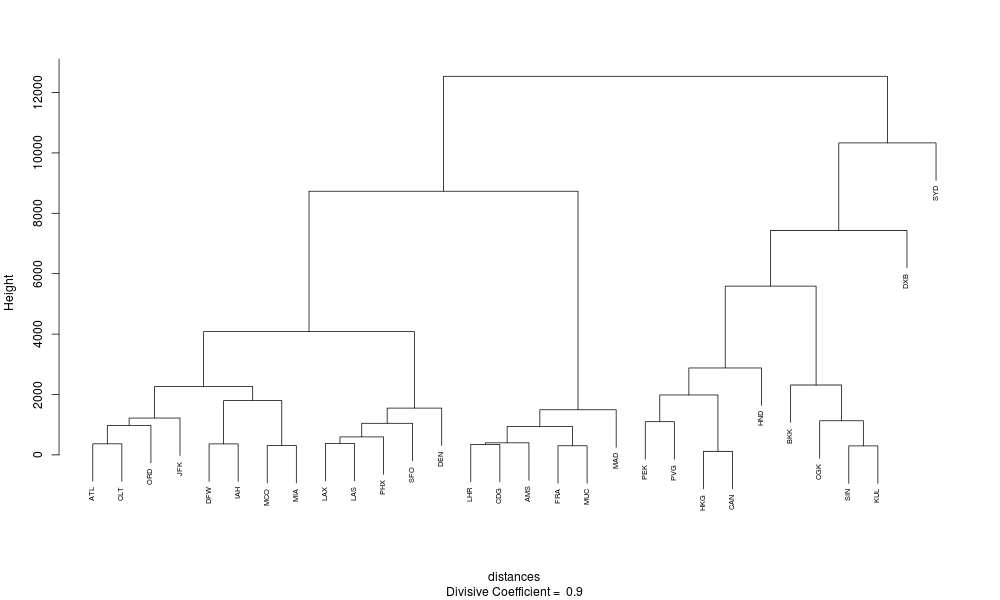 Height
12000
10000
8000
6000
4000
2000
0
ATL
CLT
ORD
JFK
DFW
IAH
MCO
MIA
LAX
LAS
PHX
SFO
DEN
LHR
CDG
AMS
FRA
MUC
MAD
PEK
PVG
HKG
CAN
HND
BKK
CGK
SIN
KUL
DXB
SYD
distances
Divisive Coefficient = 0.9